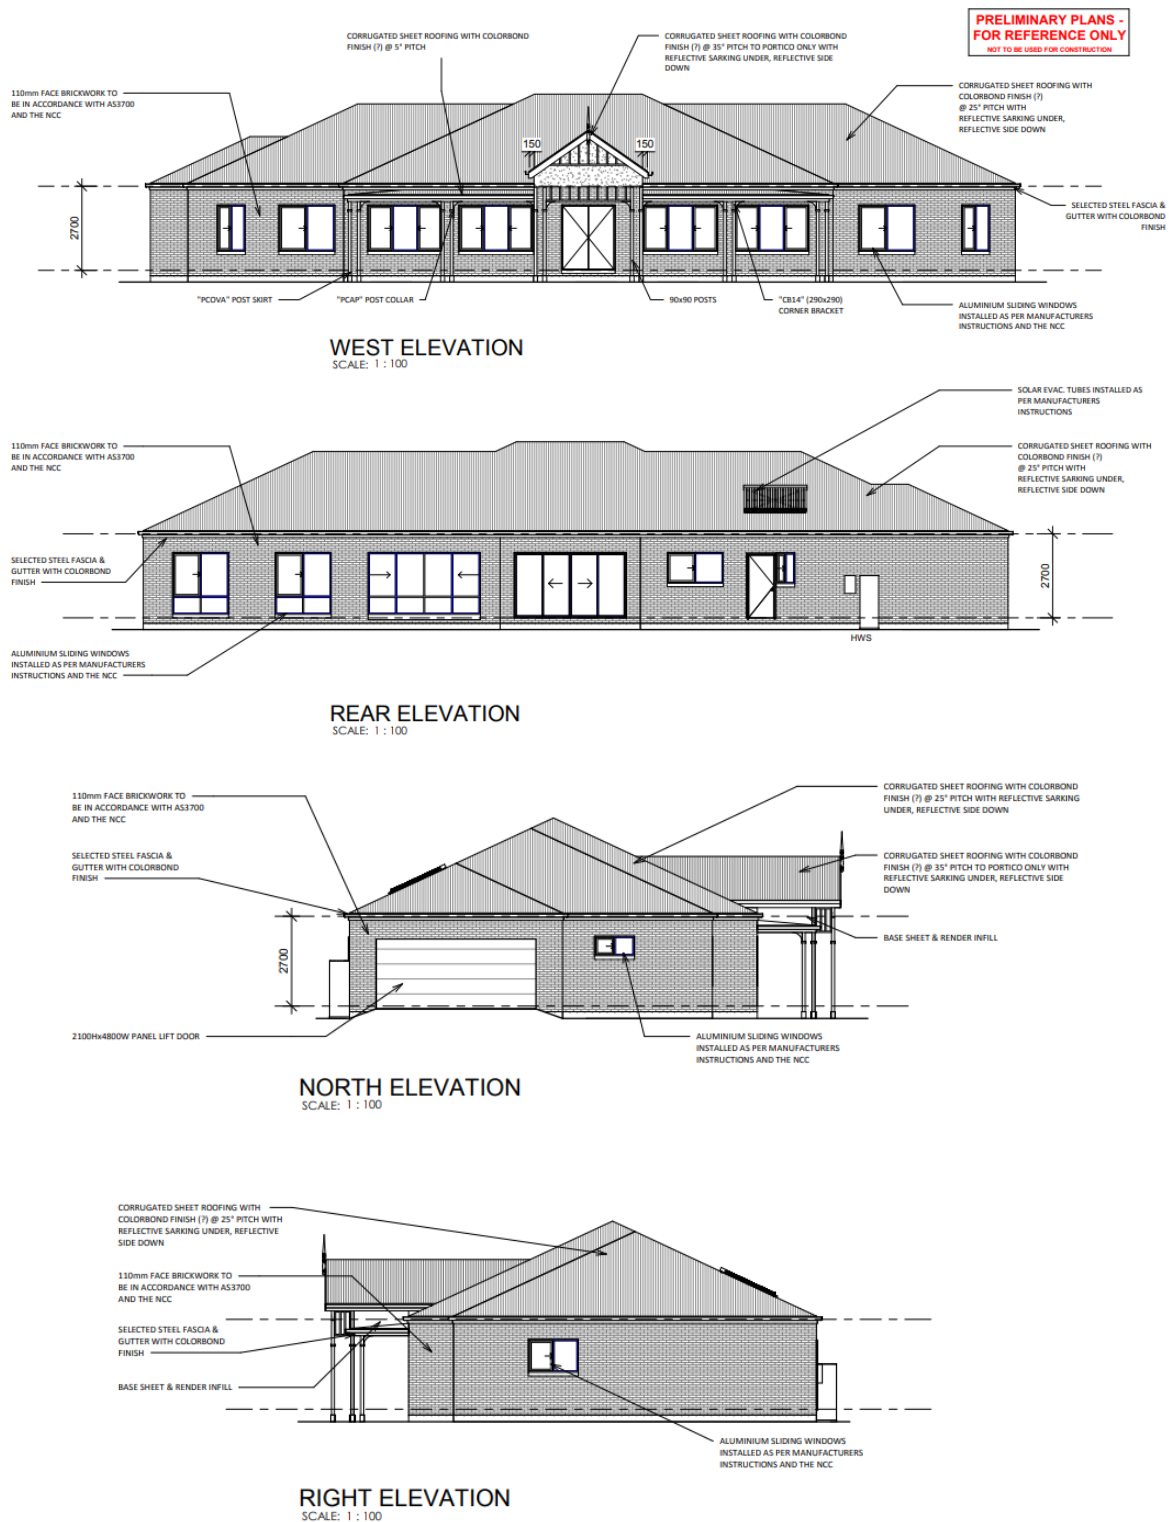 PRELIMINARY PLANS -
FOR REFERENCE ONLY
NOT TO BE USED FOR CONSTRUCTION
CORRUGATED SHEET ROOFING WITH COLORBOND
FINISH (?) @ 5° PITCH
CORRUGATED SHEET ROOFING WITH COLORBOND
FINISH (?) @ 35° PITCH TO PORTICO ONLY WITH
REFLECTIVE SARKING UNDER, REFLECTIVE SIDE
DOWN
110mm FACE BRICKWORK TO
BE IN ACCORDANCE WITH AS3700
AND THE NCC
CORRUGATED SHEET ROOFING WITH
COLORBOND FINISH (?)
@ 25° PITCH WITH
REFLECTIVE SARKING UNDER,
REFLECTIVE SIDE DOWN
150
150
2700
SELECTED STEEL FASCIA &
GUTTER WITH COLORBOND
FINISH
"PCOVA" POST SKIRT
"PCAP" POST COLLAR
90x90 POSTS
"CB14" (290x290)
CORNER BRACKET
ALUMINIUM SLIDING WINDOWS
INSTALLED AS PER MANUFACTURERS
INSTRUCTIONS AND THE NCC
WEST ELEVATION
SCALE: 1 : 100
SOLAR EVAC. TUBES INSTALLED AS
PER MANUFACTURERS
INSTRUCTIONS
110mm FACE BRICKWORK TO
BE IN ACCORDANCE WITH AS3700
AND THE NCC
CORRUGATED SHEET ROOFING WITH
COLORBOND FINISH (?)
@ 25° PITCH WITH
REFLECTIVE SARKING UNDER,
REFLECTIVE SIDE DOWN
SELECTED STEEL FASCIA &
GUTTER WITH COLORBOND
FINISH
2700
HWS
ALUMINIUM SLIDING WINDOWS
INSTALLED AS PER MANUFACTURERS
INSTRUCTIONS AND THE NCC
REAR ELEVATION
SCALE: 1 : 100
110mm FACE BRICKWORK TO
BE IN ACCORDANCE WITH AS3700
AND THE NCC
CORRUGATED SHEET ROOFING WITH COLORBOND
FINISH (?) @ 25° PITCH WITH REFLECTIVE SARKING
UNDER, REFLECTIVE SIDE DOWN
SELECTED STEEL FASCIA &
GUTTER WITH COLORBOND
FINISH
CORRUGATED SHEET ROOFING WITH COLORBOND
FINISH (?) @ 35° PITCH TO PORTICO ONLY WITH
REFLECTIVE SARKING UNDER, REFLECTIVE SIDE
DOWN
BASE SHEET & RENDER INFILL
2700
2100Hx4800W PANEL LIFT DOOR
ALUMINIUM SLIDING WINDOWS
INSTALLED AS PER MANUFACTURERS
INSTRUCTIONS AND THE NCC
NORTH ELEVATION
SCALE: 1 : 100
CORRUGATED SHEET ROOFING WITH
COLORBOND FINISH (?) @ 25° PITCH WITH
REFLECTIVE SARKING UNDER, REFLECTIVE
SIDE DOWN
110mm FACE BRICKWORK TO
BE IN ACCORDANCE WITH AS3700
AND THE NCC
SELECTED STEEL FASCIA &
GUTTER WITH COLORBOND
FINISH
BASE SHEET & RENDER INFILL
ALUMINIUM SLIDING WINDOWS
INSTALLED AS PER MANUFACTURERS
INSTRUCTIONS AND THE NCC
RIGHT ELEVATION
SCALE: 1 : 100